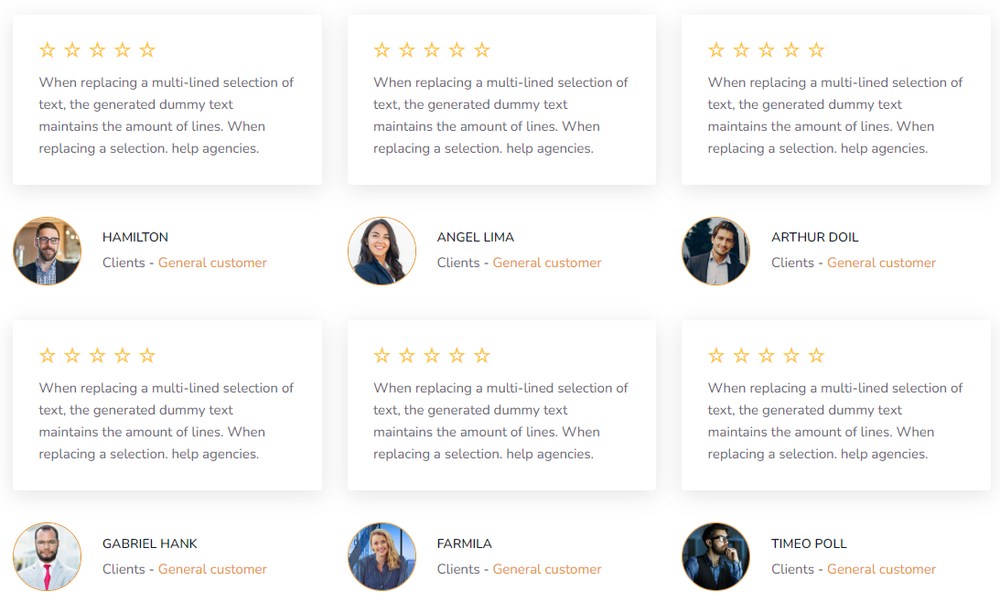 When replacing a multi-lined selection of
text, the generated dummy text
maintains the amount of lines. When
replacing a selection. help agencies.
HAMILTON
Clients - General customer
When replacing a multi-lined selection of
text, the generated dummy text
maintains the amount of lines. When
replacing a selection. help agencies.
ANGEL LIMA
Clients - General customer
When replacing a multi-lined selection of
text, the generated dummy text
maintains the amount of lines. When
replacing a selection. help agencies.
ARTHUR DOIL
Clients - General customer
When replacing a multi-lined selection of
text, the generated dummy text
maintains the amount of lines. When
replacing a selection. help agencies.
GABRIEL HANK
Clients - General customer
When replacing a multi-lined selection of
text, the generated dummy text
maintains the amount of lines. When
replacing a selection. help agencies.
FARMILA
Clients - General customer
When replacing a multi-lined selection of
text, the generated dummy text
maintains the amount of lines. When
replacing a selection. help agencies.
TIMEO POLL
Clients - General customer